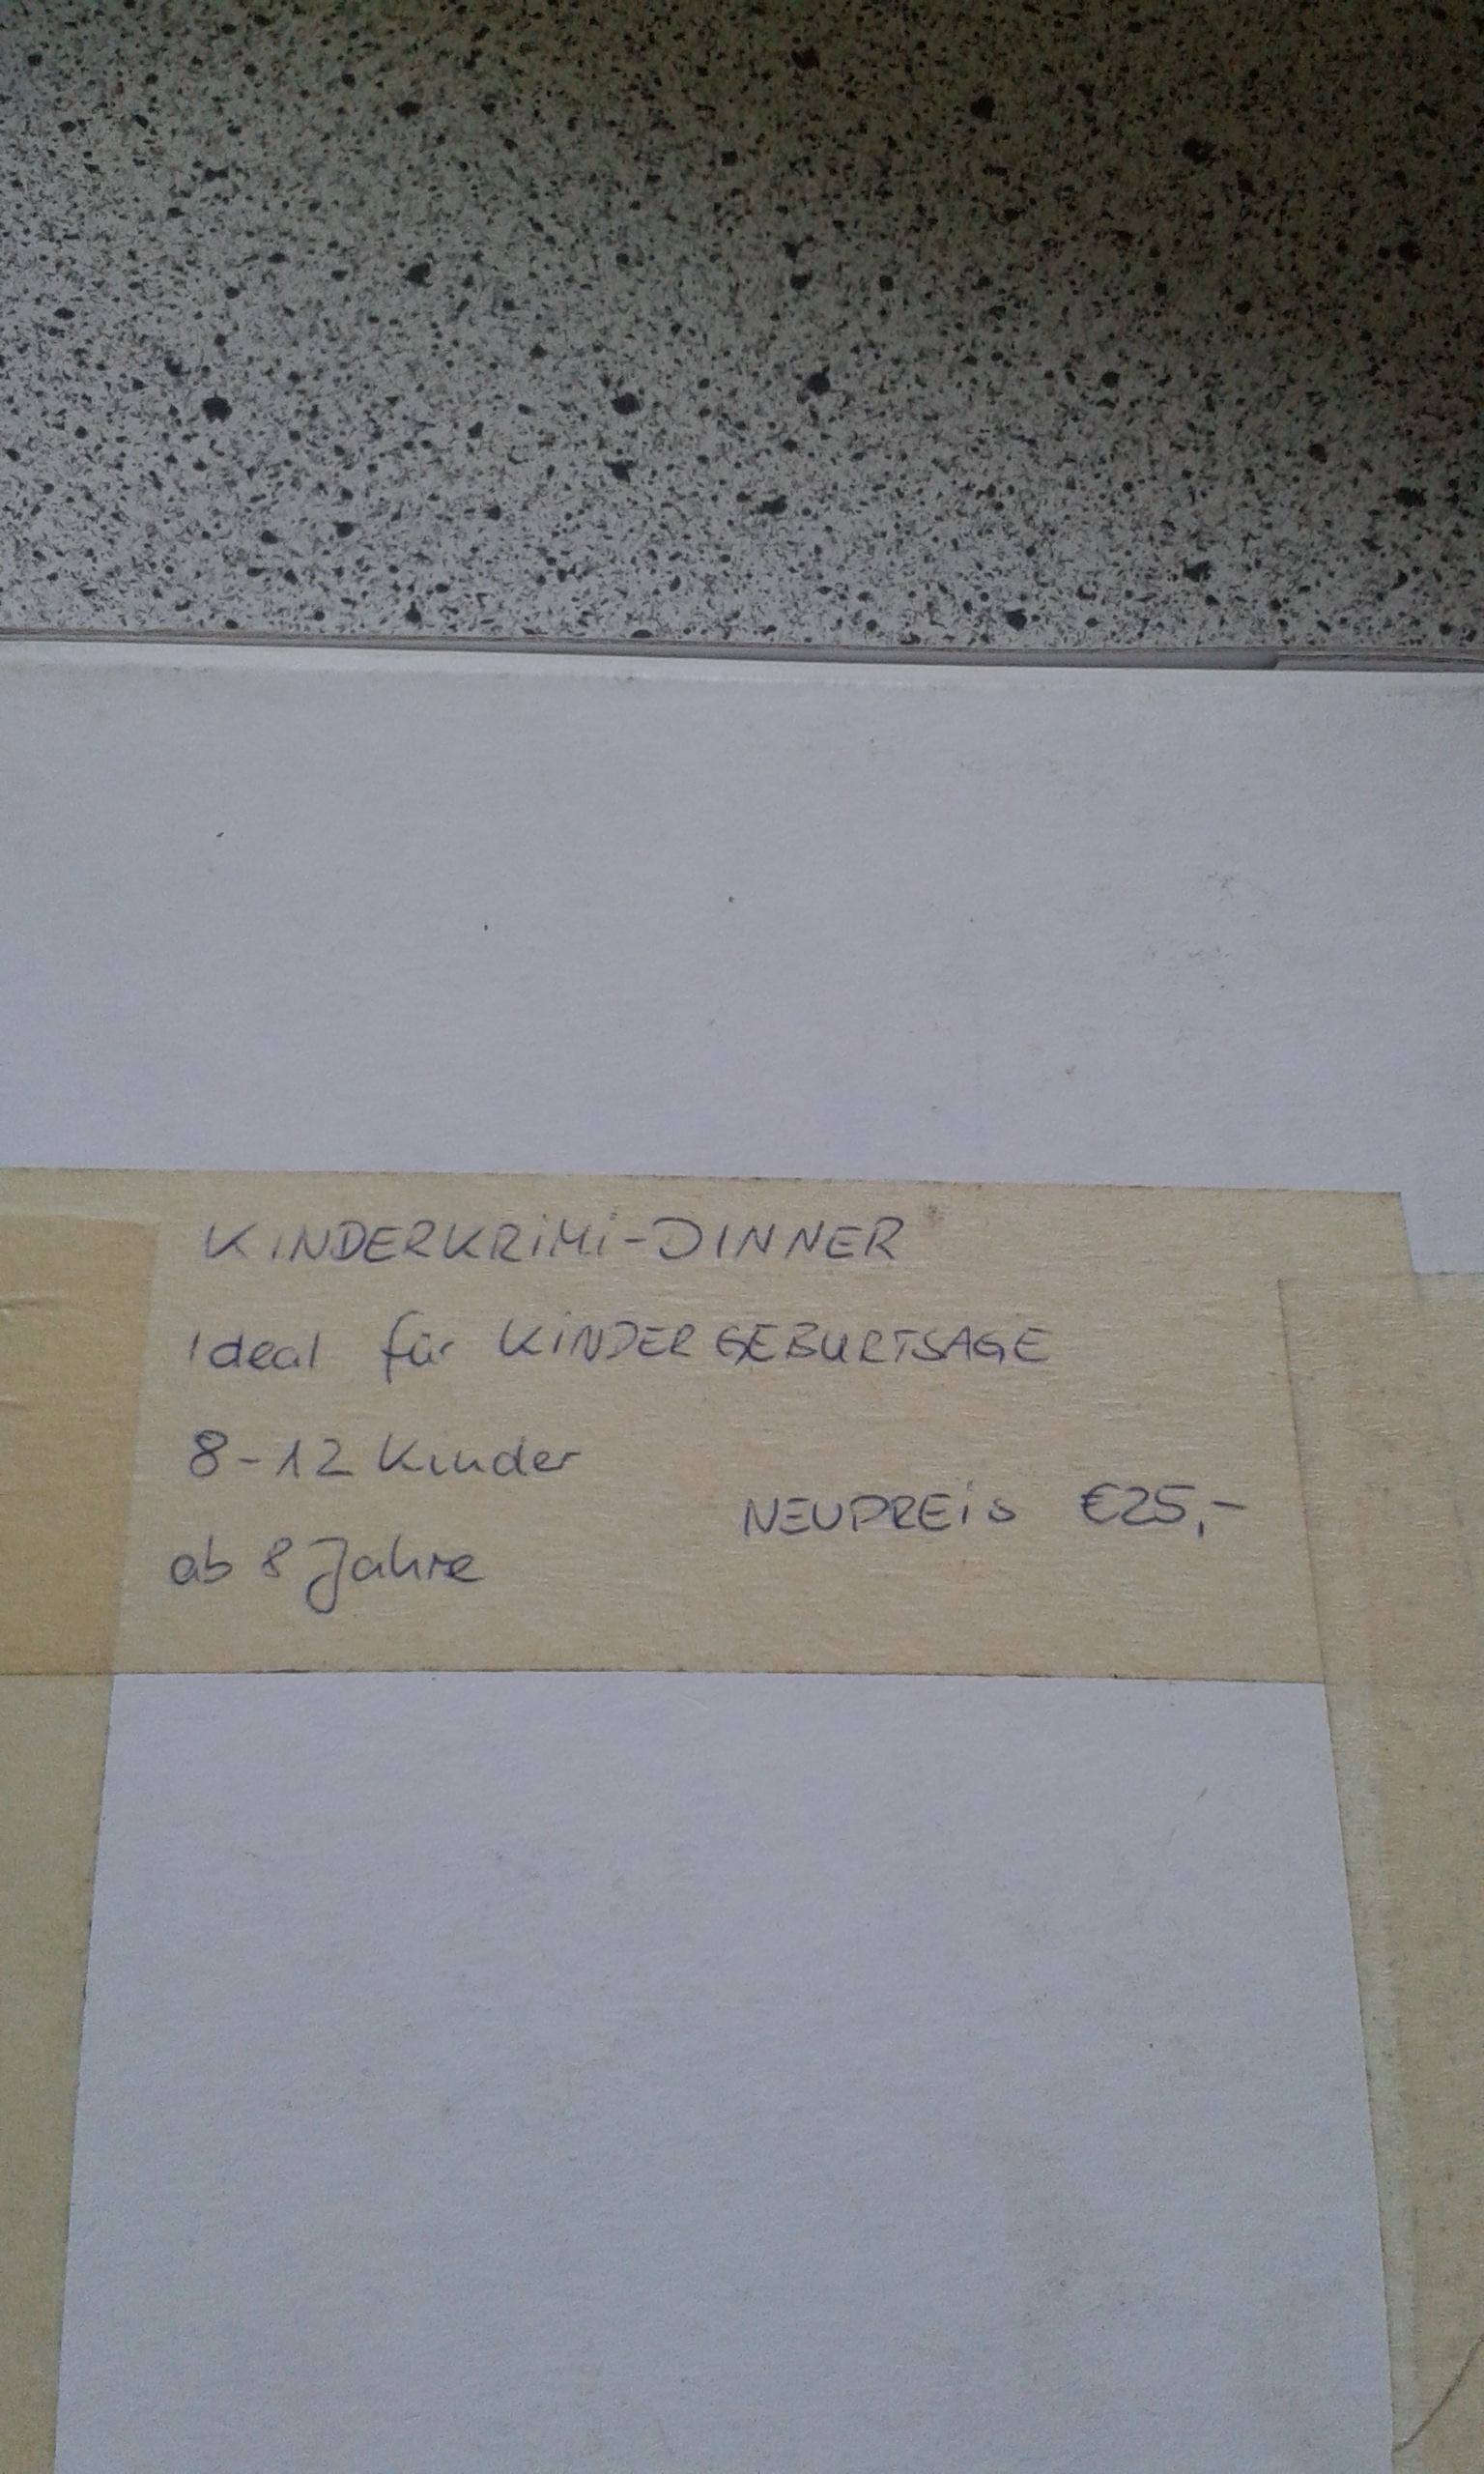 KINDERKRiMi-DINNER
Ideal für KiNDERGEBURTSAGE
8-12 Kinder
NEUPREiS €25,-
ab 8 Jahre